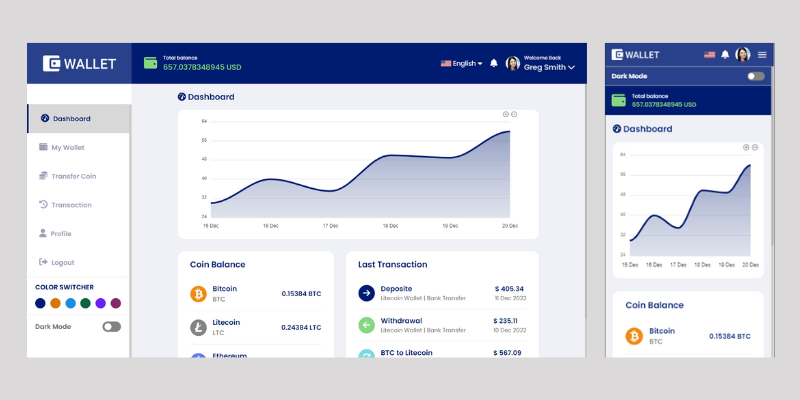 WALLET
Total balance
657.0378348945 USD
English
Welcome Back
Greg Smith
Dashboard
My Wallet
Transfer Coin
Transaction
Profile
Logout
COLOR SWITCHER
Dark Mode
Dashboard
64
56
48
40
32
24
15 Dec
16 Dec
17 Dec
18 Dec
19 Dec
20 Dec
Coin Balance
Bitcoin
BTC
0.15384 BTC
Litecoin
LTC
0.24384 LTC
Ethereum
Last Transaction
Deposite
$ 405.34
Litecoin Wallet | Bank Transfer
11 Dec 2022
Withdrawal
$ 235.11
Litecoin Wallet | Bank Transfer
10 Dec 2022
BTC to Litecoin
$ 567.09
WALLET
Dark Mode
Total balance
657.0378348945 USD
Dashboard
64
56
48
40
32
24
15 Dec
16 Dec
17 Dec
18 Dec
19 Dec
20 Dec
Coin Balance
Bitcoin
BTC
0.15384 BTC